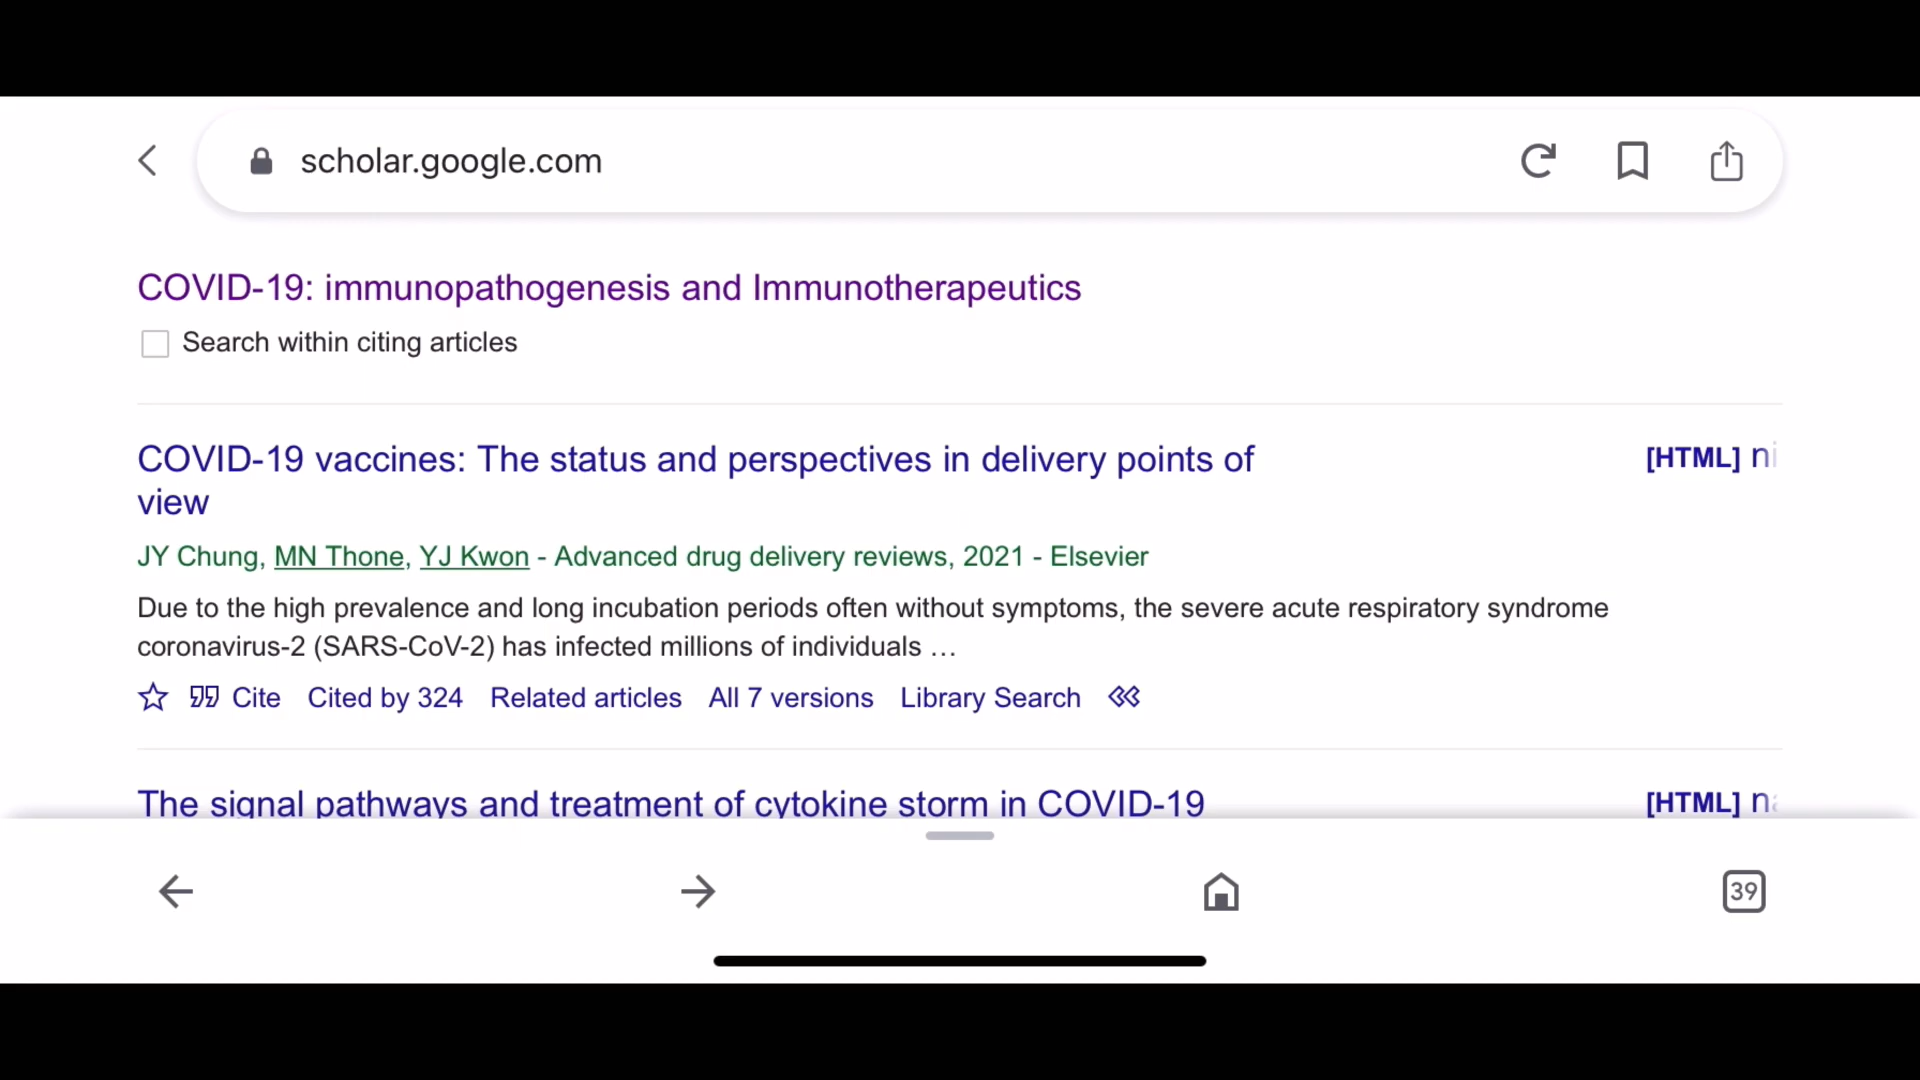 scholar.google.com
COVID-19: immunopathogenesis and Immunotherapeutics
Search within citing articles
COVID-19 vaccines: The status and perspectives in delivery points of
view
[HTML]
JY Chung, MN Thone, YJ Kwon - Advanced drug delivery reviews, 2021 - Elsevier
Due to the high prevalence and long incubation periods often without symptoms, the severe acute respiratory syndrome
coronavirus-2 (SARS-CoV-2) has infected millions of individuals …
Cite Cited by 324 Related articles All 7 versions Library Search
The signal pathways and treatment of cytokine storm in COVID-19
[HTML]
39